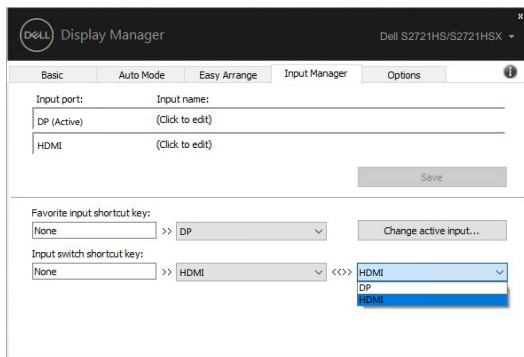 DELL Display Manager
Dell S2721HS/S2721HSX
x
Basic Auto Mode Easy Arrange Input Manager Options
Input port: Input name:
DP (Active) (Click to edit)
HDMI (Click to edit)
Save
Favorite input shortcut key:
None >> DP Change active input...
Input switch shortcut key:
None >> HDMI <<>> HDMI
DP
HDMI